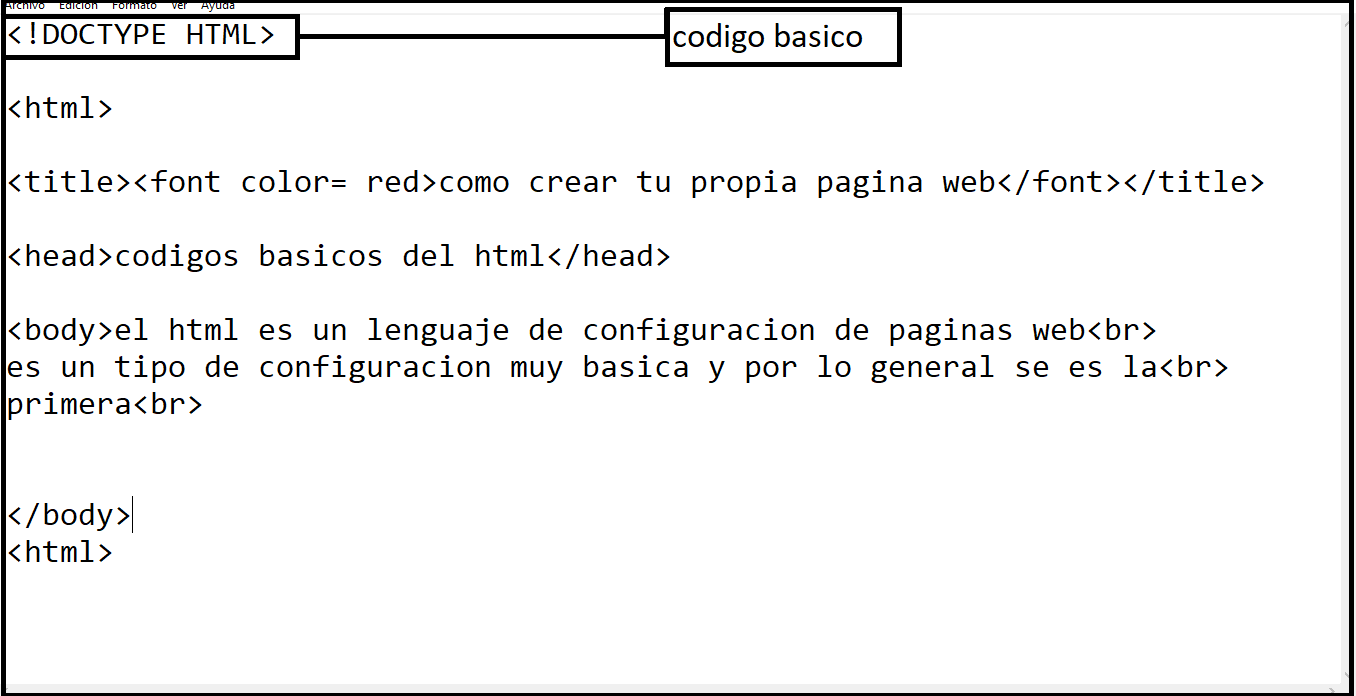 Archivo Edición Formato Ver Ayuda
<!DOCTYPE HTML> codigo basico
<html>
<title><font color= red>como crear tu propia pagina web</font></title>
<head>codigos basicos del html</head>
<body>el html es un lenguaje de configuracion de paginas web<br>
es un tipo de configuracion muy basica y por lo general se es la<br>
primera<br>
</body>
<html>